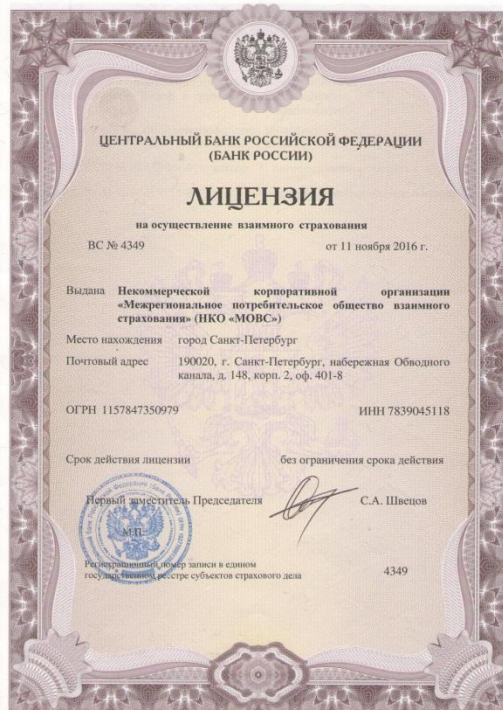 ЦЕНТРАЛЬНЫЙ БАНК РОССИЙСКОЙ ФЕДЕРАЦИИ
(БАНК РОССИИ)
ЛИЦЕНЗИЯ
на осуществление взаимного страхования
ВС № 4349 от 11 ноября 2016 г.
Выдана Некоммерческой корпоративной организации
«Межрегиональное потребительское общество взаимного
страхования» (НКО «МОВС»)
Место нахождения город Санкт-Петербург
Почтовый адрес 190020, г. Санкт-Петербург, набережная Обводного
канала, д. 148, корп. 2, оф. 401-8
ОГРН 1157847350979 ИНН 7839045118
Срок действия лицензии без ограничения срока действия
Первый заместитель Председателя С.А. Швецов
М.П.
Регистрационный номер записи в едином
государственном реестре субъектов страхового дела 4349